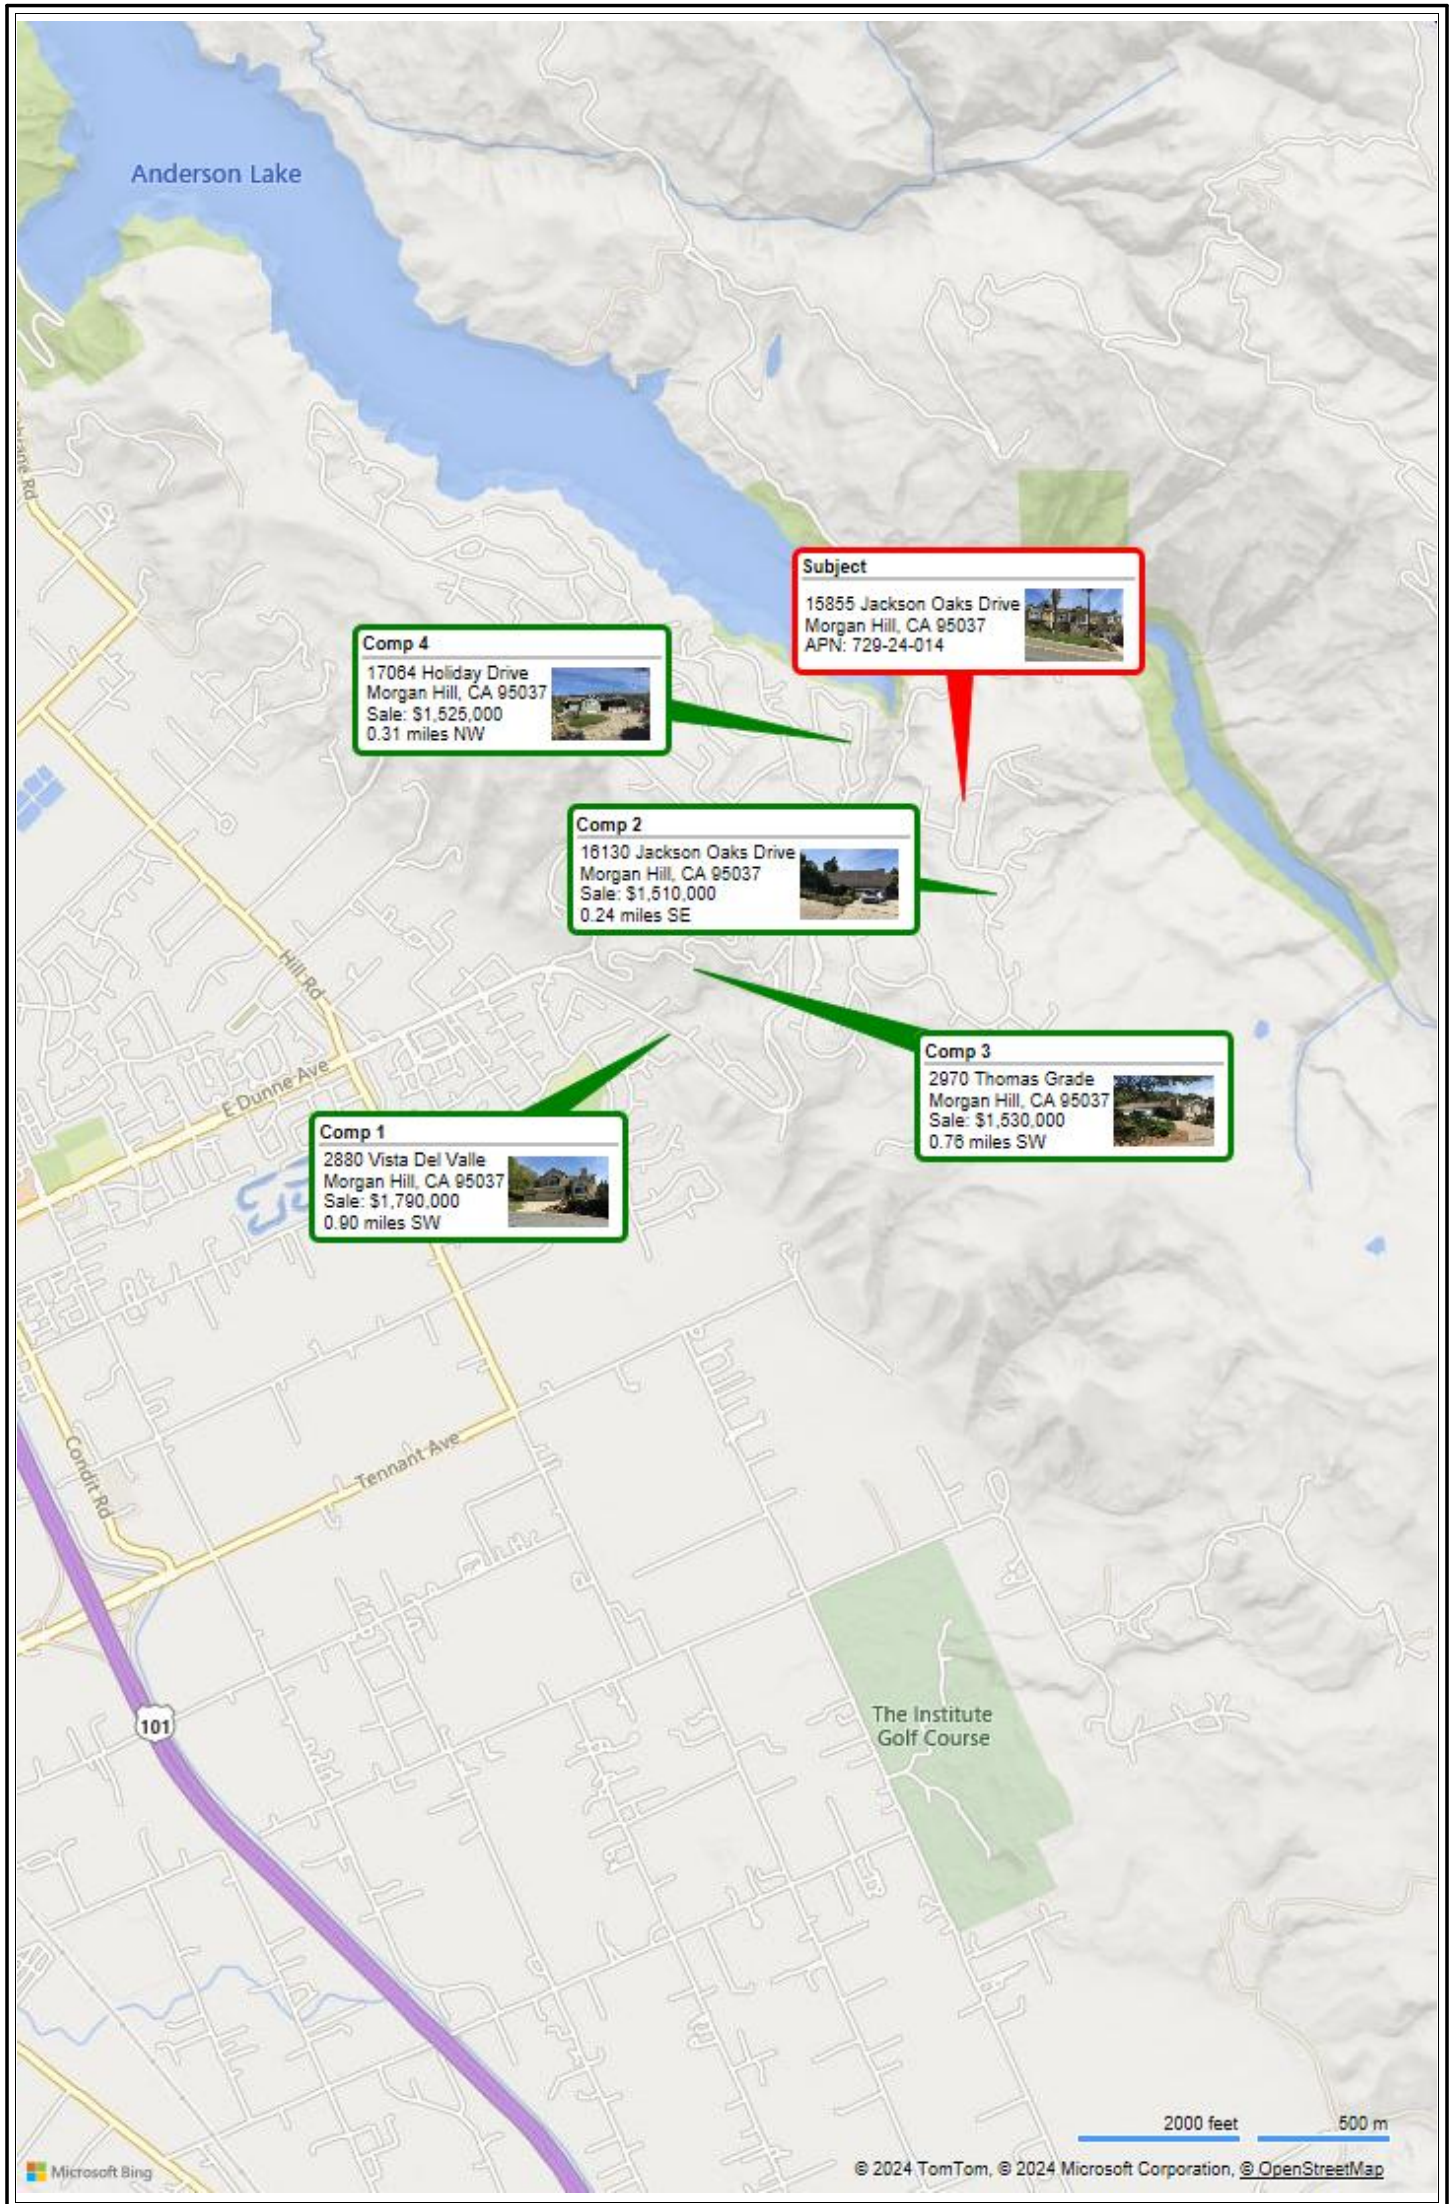 Anderson Lake
Subject
15855 Jackson Oaks Drive
Morgan Hill, CA 95037
APN: 729-24-014
Comp 4
17064 Holiday Drive
Morgan Hill, CA 95037
Sale: $1,525,000
0.31 miles NW
Comp 2
16130 Jackson Oaks Drive
Morgan Hill, CA 95037
Sale: $1,510,000
0.24 miles SE
Hill Rd
Comp 3
2970 Thomas Grade
Morgan Hill, CA 95037
Sale: $1,530,000
0.76 miles SW
E Dunne Ave
Comp 1
2880 Vista Del Valle
Morgan Hill, CA 95037
Sale: $1,790,000
0.90 miles SW
Condit Rd
Tennant Ave
101
The Institute
Golf Course
2000 feet 500 m
Microsoft Bing
© 2024 TomTom, © 2024 Microsoft Corporation, © OpenStreetMap